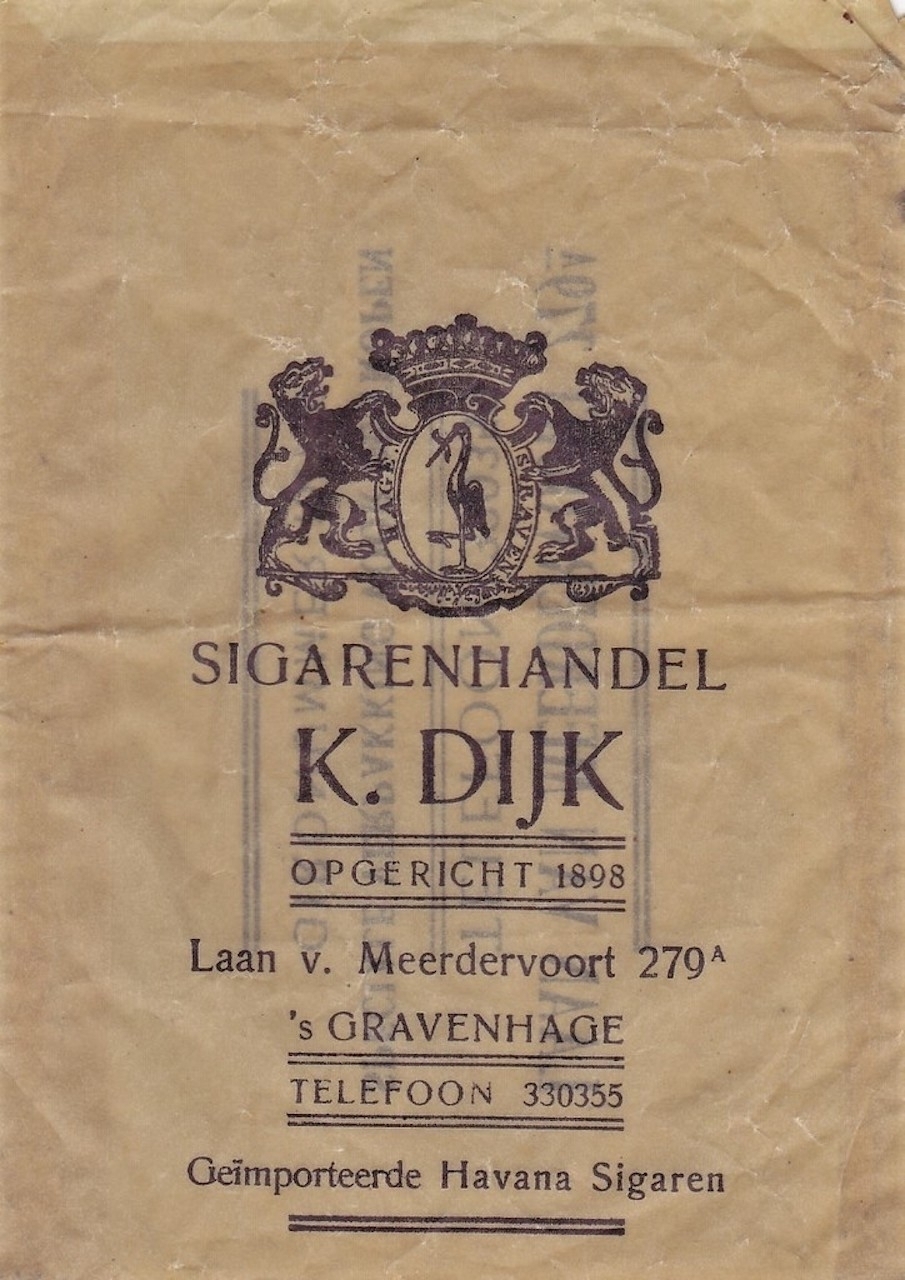 'S GRAVEN HAGE
SIGARENHANDEL
K. DIJK
OPGERICHT 1898
Laan v. Meerdervoort 279ᴬ
's GRAVENHAGE
TELEFOON 330355
Geïmporteerde Havana Sigaren